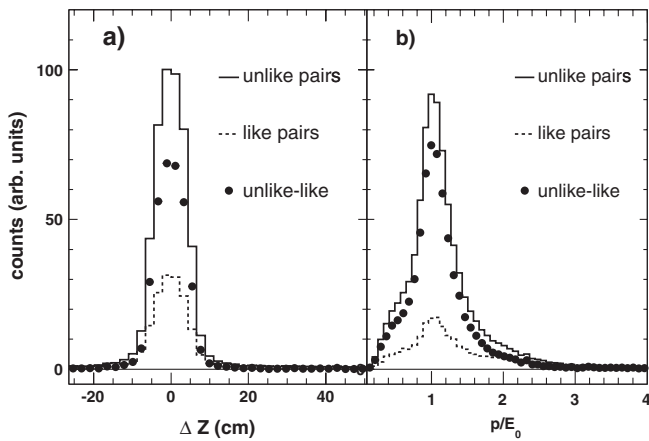 a)
b)
unlike pairs
like pairs
unlike-like
unlike pairs
like pairs
unlike-like
counts (arb. units)
100
50
0
-20 0 20 40 0 1 2 3 4
Δ Z (cm)
p/E0